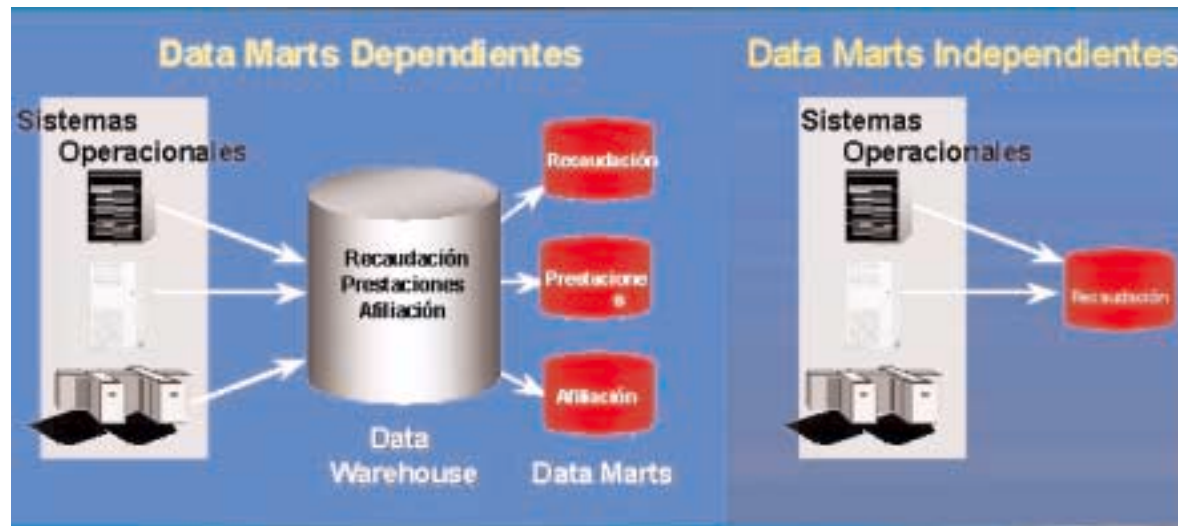 Data Marts Dependientes
Sistemas
Operacionales
Recaudación
Prestaciones
Afiliación
Data
Warehouse
Recaudación
Prestacione
s
Afiliación
Data Marts
Data Marts Independientes
Sistemas
Operacionales
Recaudación